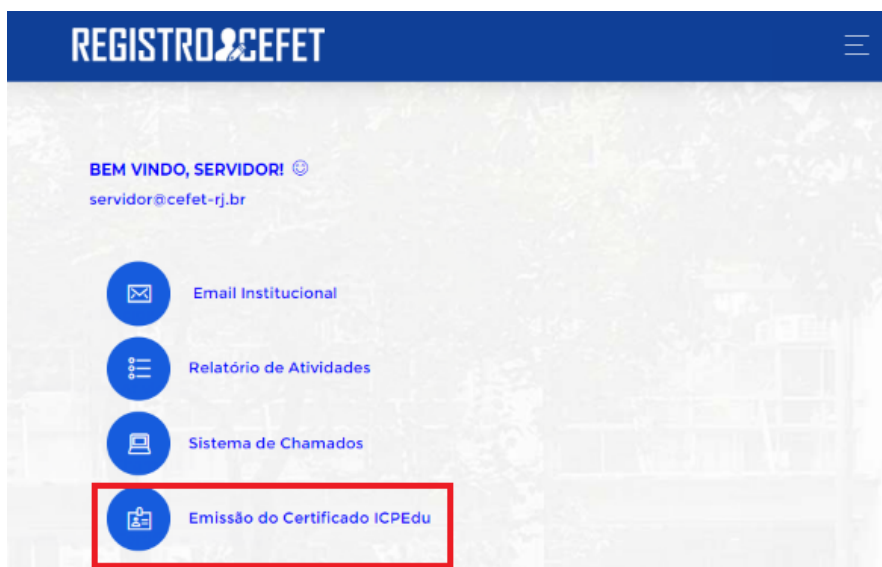 REGISTRO CEFET
BEM VINDO, SERVIDOR!
servidor@cefet-rj.br
Email Institucional
Relatório de Atividades
Sistema de Chamados
Emissão do Certificado ICPEdu